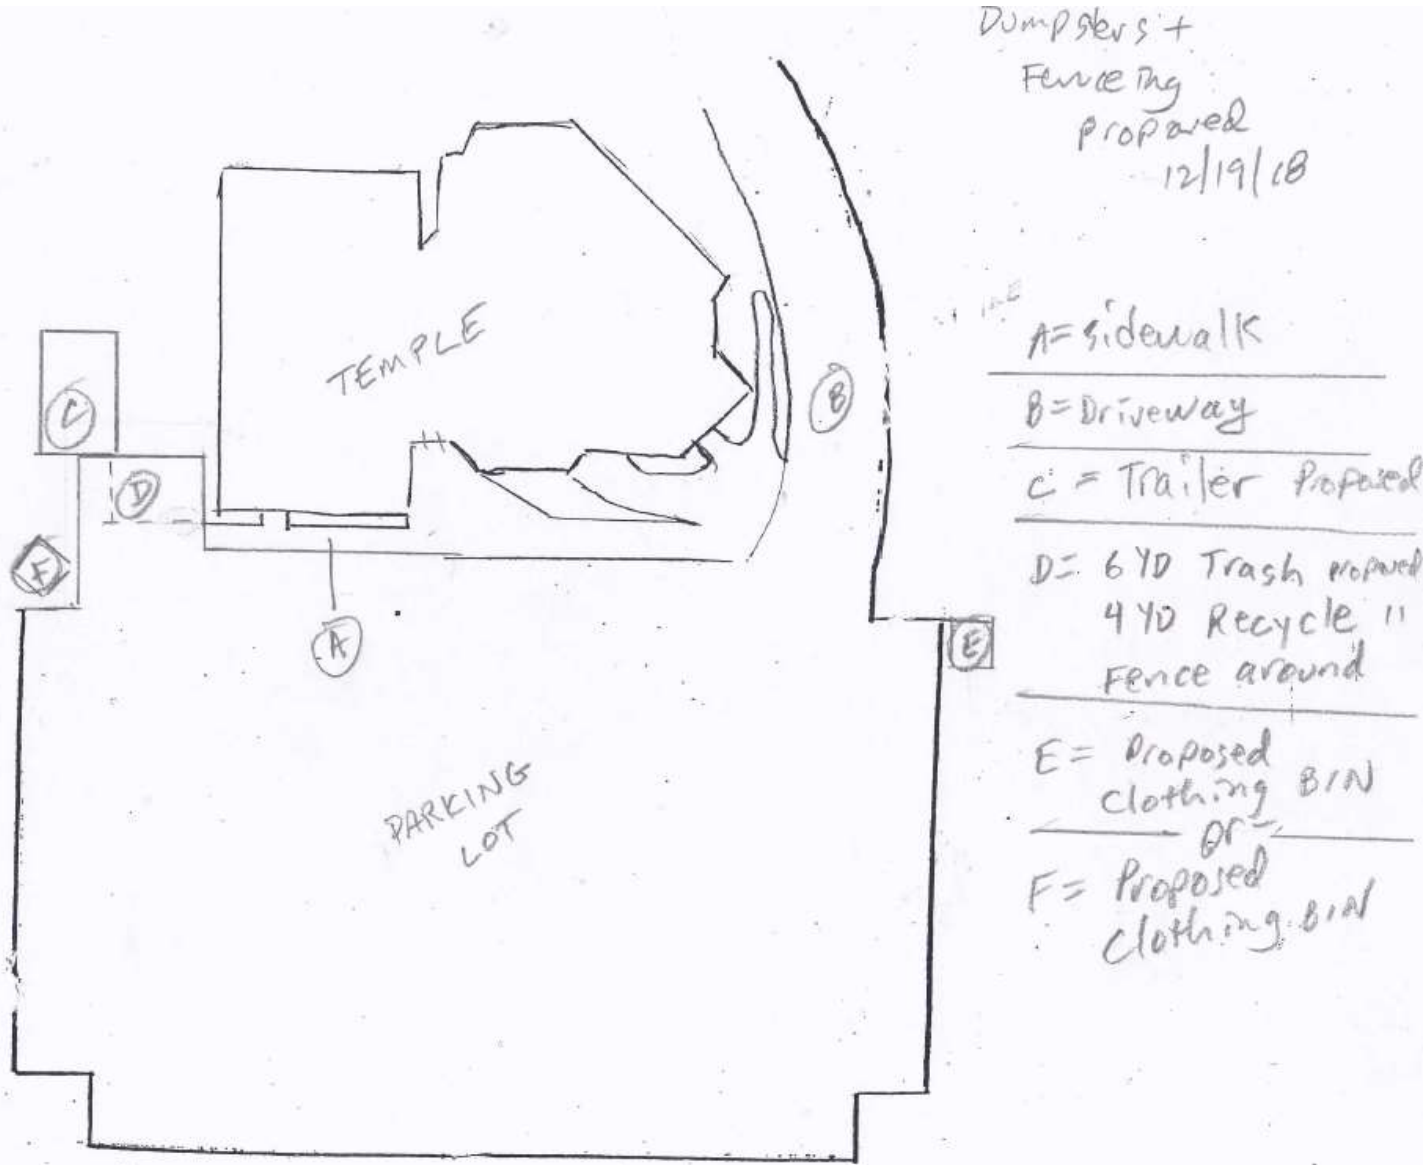 Dumpsters +
Fenceing
proposed
12/19/18
TEMPLE
A= sidewalk
B= Driveway
C = Trailer Proposed
D= 6 YD Trash proposed
4 YD Recycle "
Fence around
E= Proposed
Clothing BIN
or
F= Proposed
Clothing BIN
C
D
B
F
A
E
PARKING
LOT